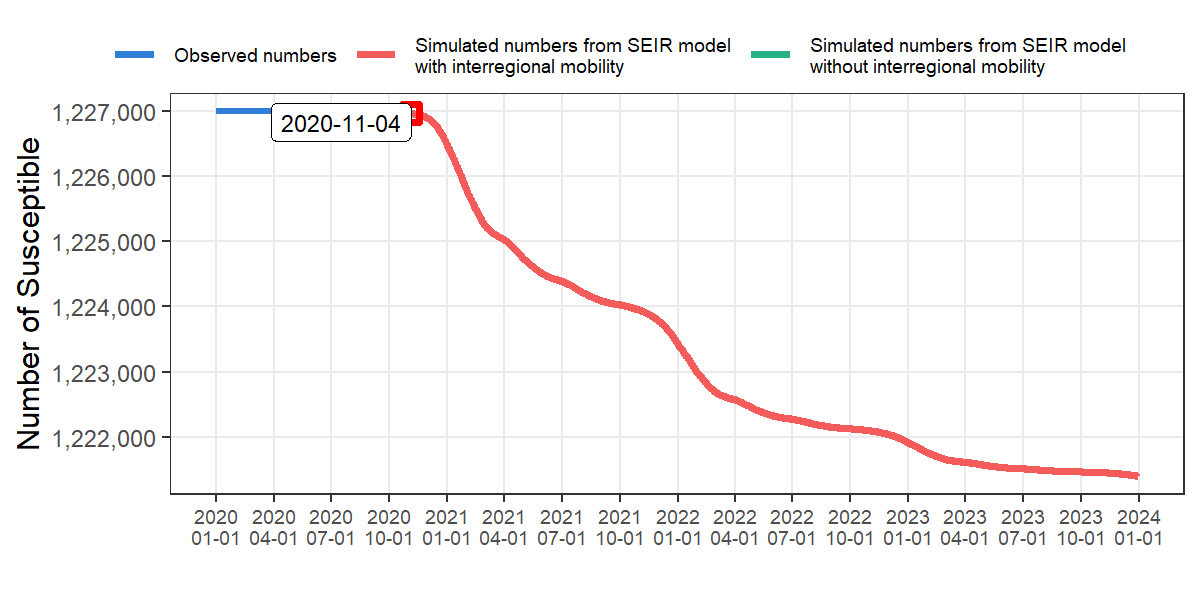 Observed numbers
Simulated numbers from SEIR model
with interregional mobility
Simulated numbers from SEIR model
without interregional mobility
Number of Susceptible
1,227,000
1,226,000
1,225,000
1,224,000
1,223,000
1,222,000
2020-11-04
2020 2020 2020 2020 2021 2021 2021 2021 2022 2022 2022 2022 2023 2023 2023 2023 2024
01-01 04-01 07-01 10-01 01-01 04-01 07-01 10-01 01-01 04-01 07-01 10-01 01-01 04-01 07-01 10-01 01-01